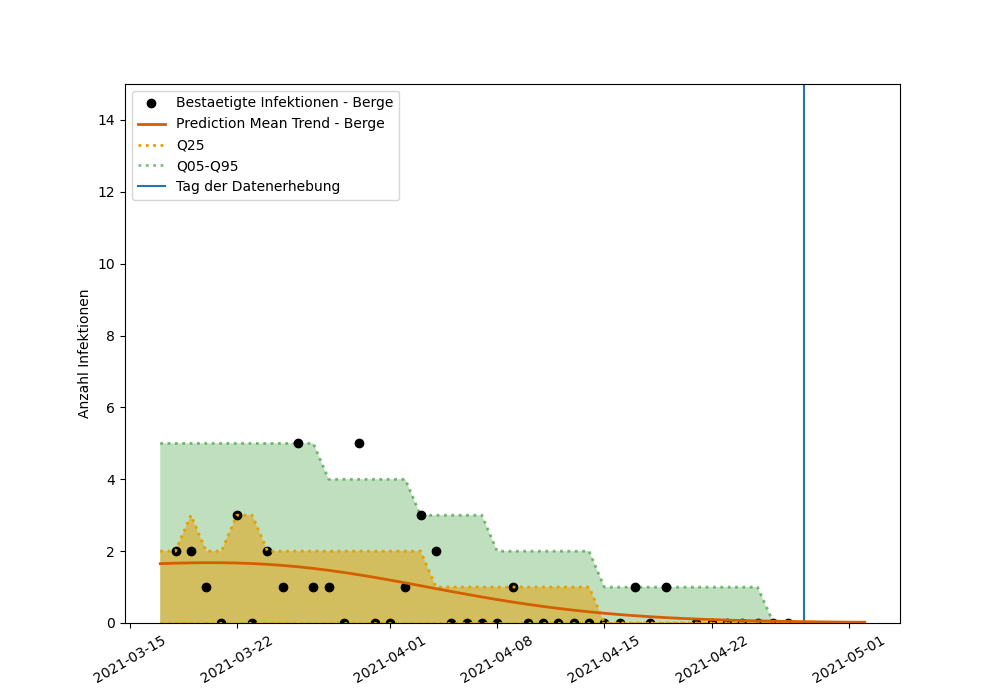 Bestaetigte Infektionen - Berge
Prediction Mean Trend - Berge
Q25
Q05-Q95
Tag der Datenerhebung
Anzahl Infektionen
14
12
10
8
6
4
2
0
2021-03-15
2021-03-22
2021-04-01
2021-04-08
2021-04-15
2021-04-22
2021-05-01